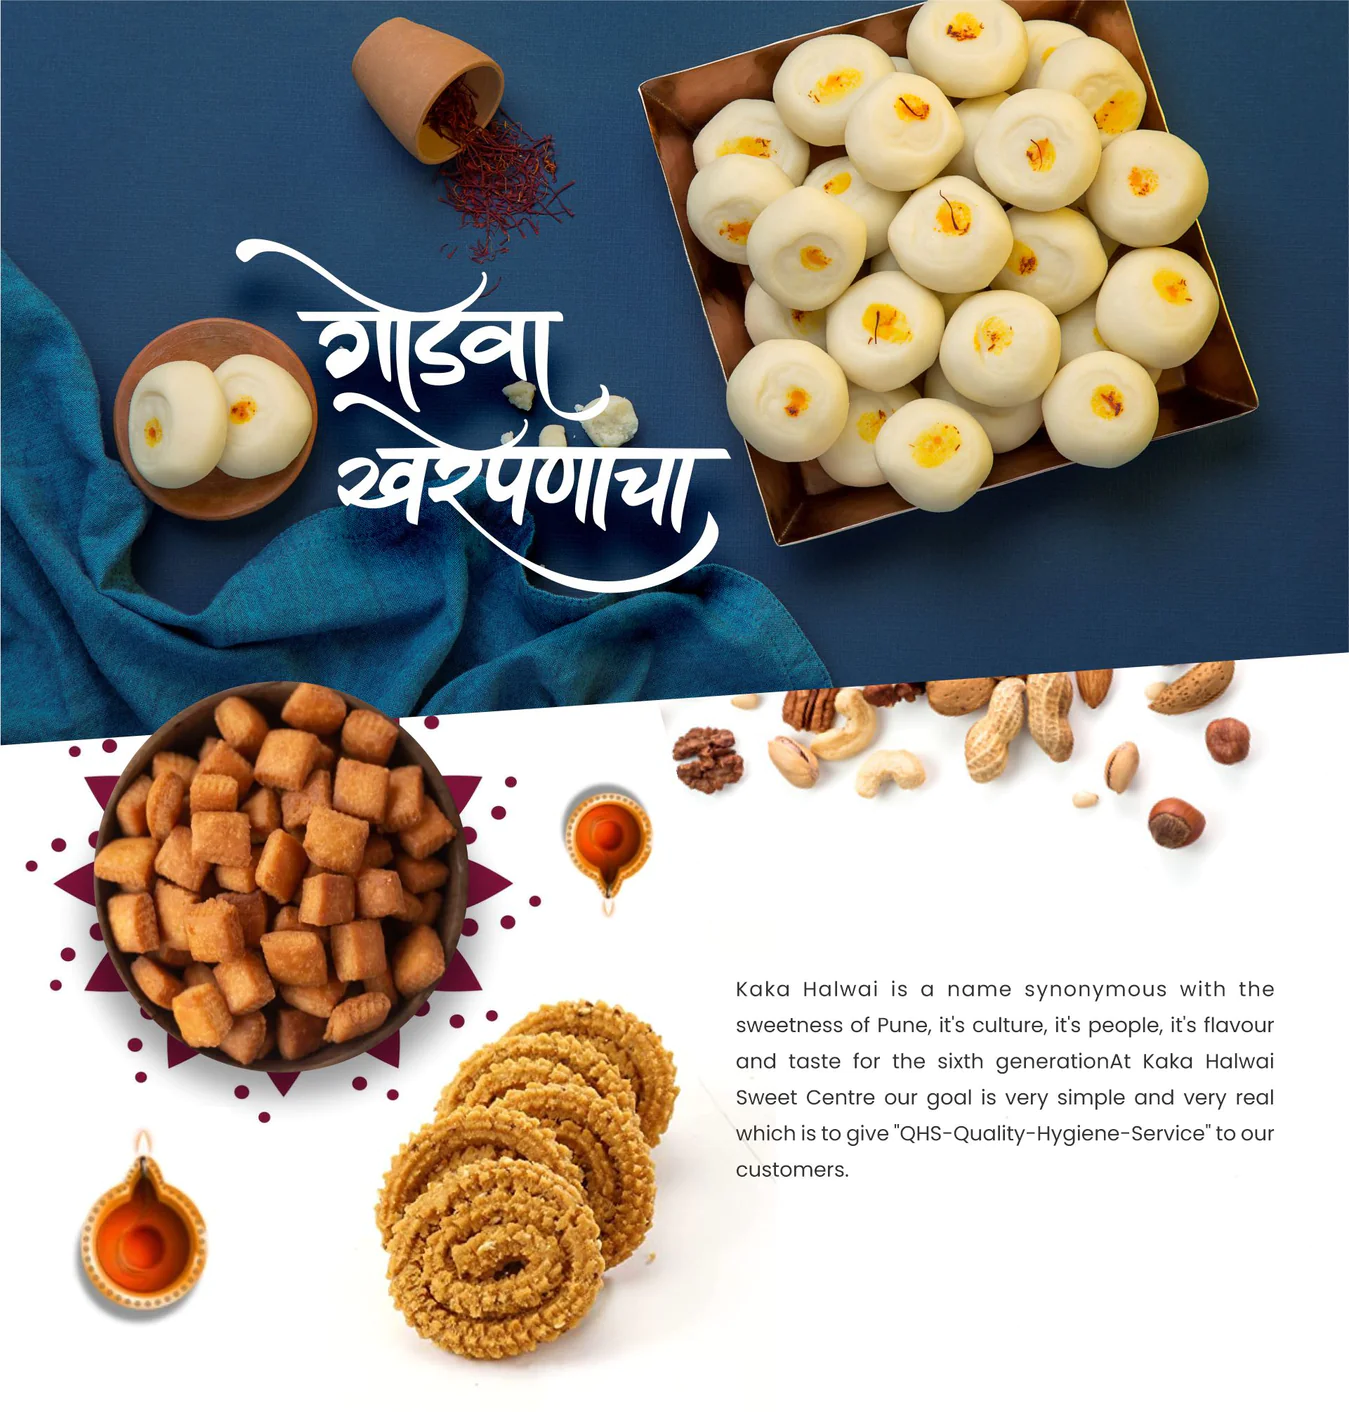 गोडवा
खरेपणाचा
Kaka Halwai is a name synonymous with the
sweetness of Pune, it's culture, it's people, it's flavour
and taste for the sixth generationAt Kaka Halwai
Sweet Centre our goal is very simple and very real
which is to give "QHS-Quality-Hygiene-Service" to our
customers.